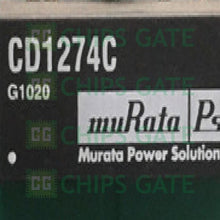 CHIPS GATE
CD1274C
G1020
CHIPS GATE
muRata Ps
Murata Power Solution
CHIPS GATE